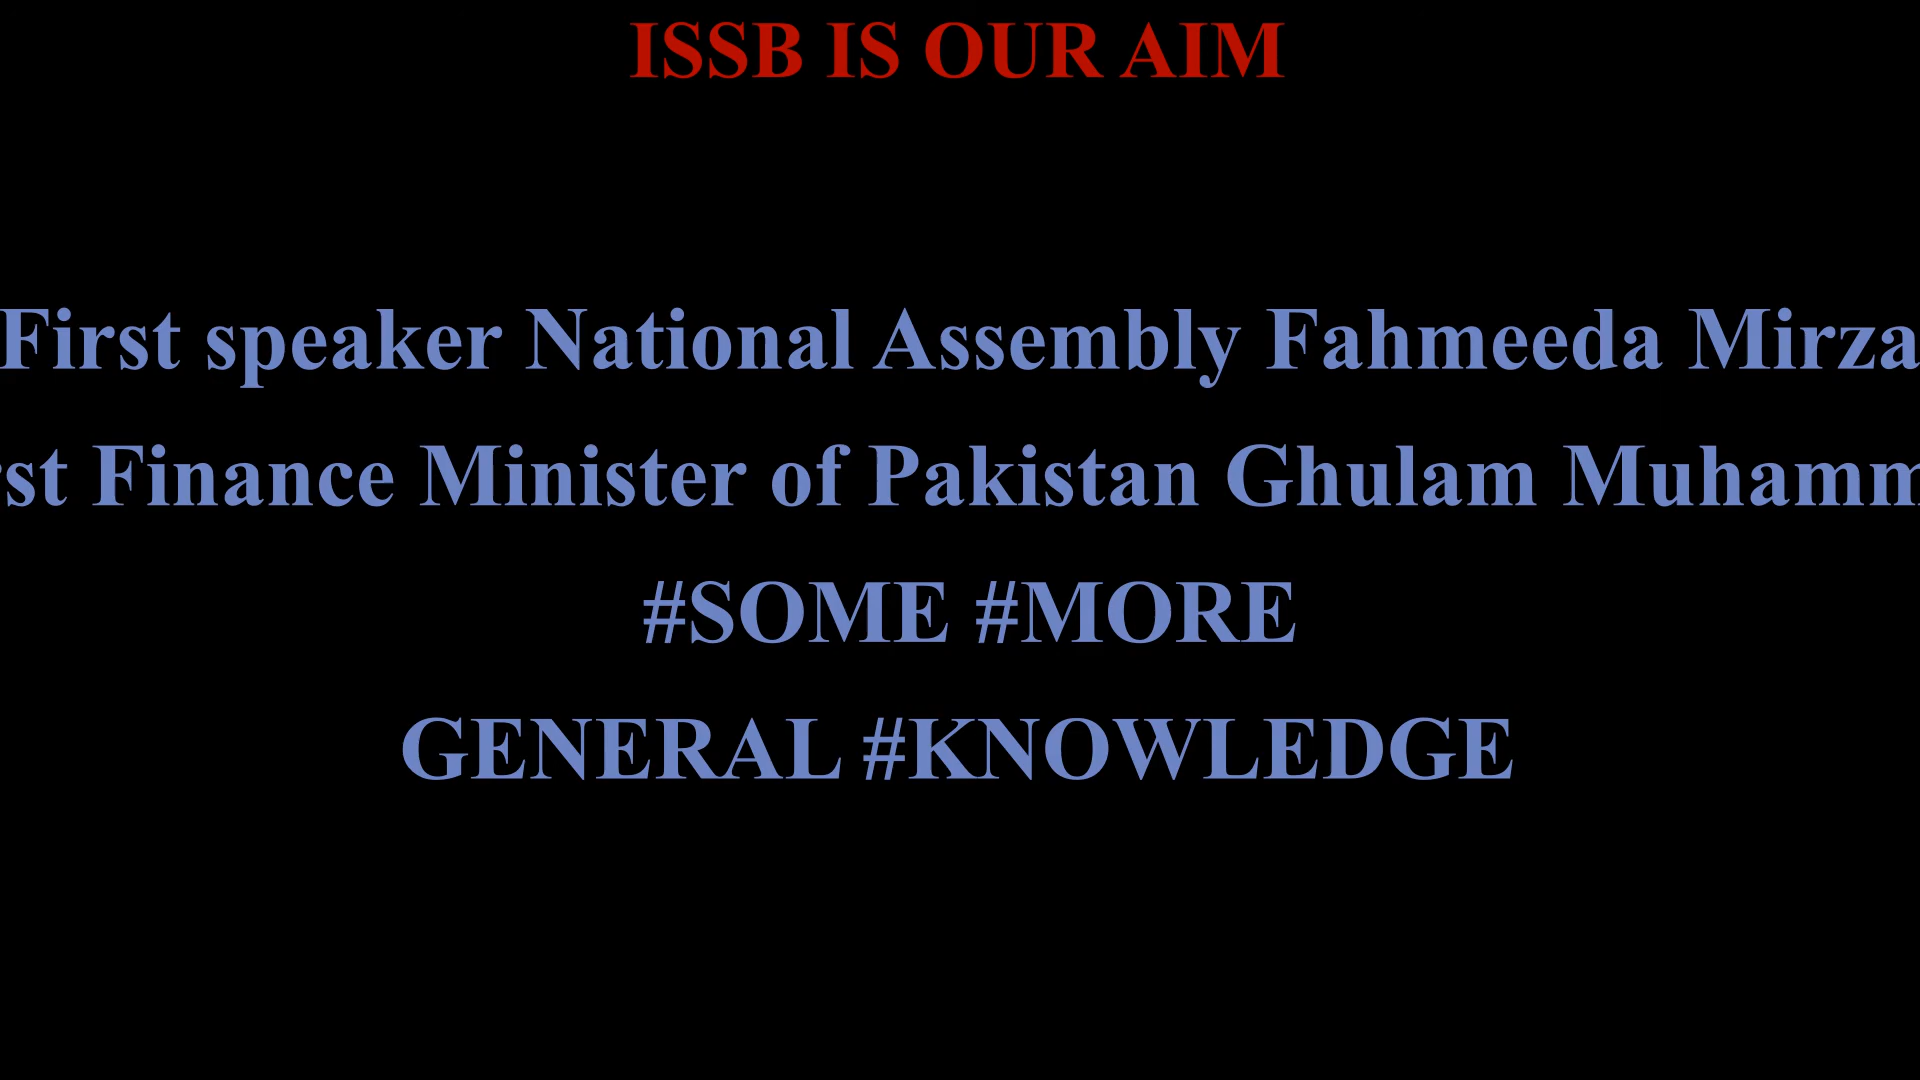 ISSB IS OUR AIM
First speaker National Assembly Fahmeeda Mirza
st Finance Minister of Pakistan Ghulam Muhamm
#SOME #MORE
GENERAL #KNOWLEDGE